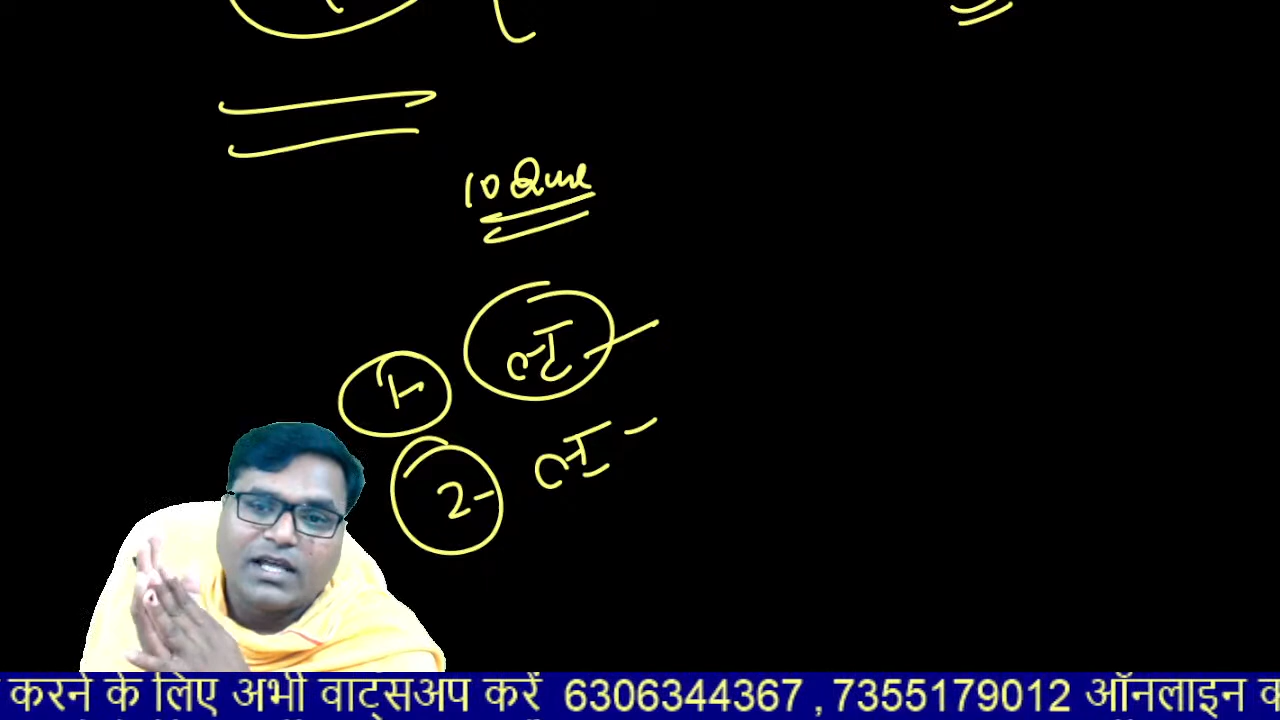 10 Que
1-
2-
करने के लिए अभी वाट्सअप करें 6306344367 , 7355179012 ऑनलाइन क